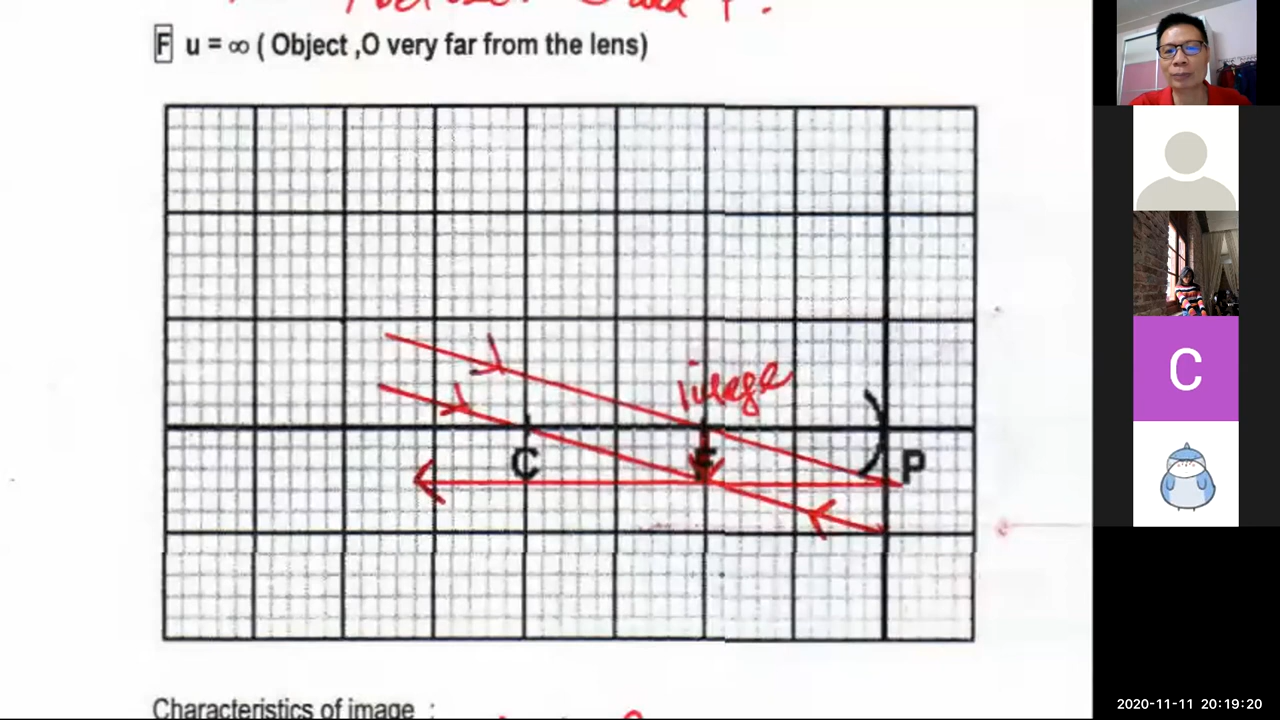 F u = ∞ ( Object ,O very far from the lens)
image
C
F
P
Characteristics of image :
C
2020-11-11 20:19:20